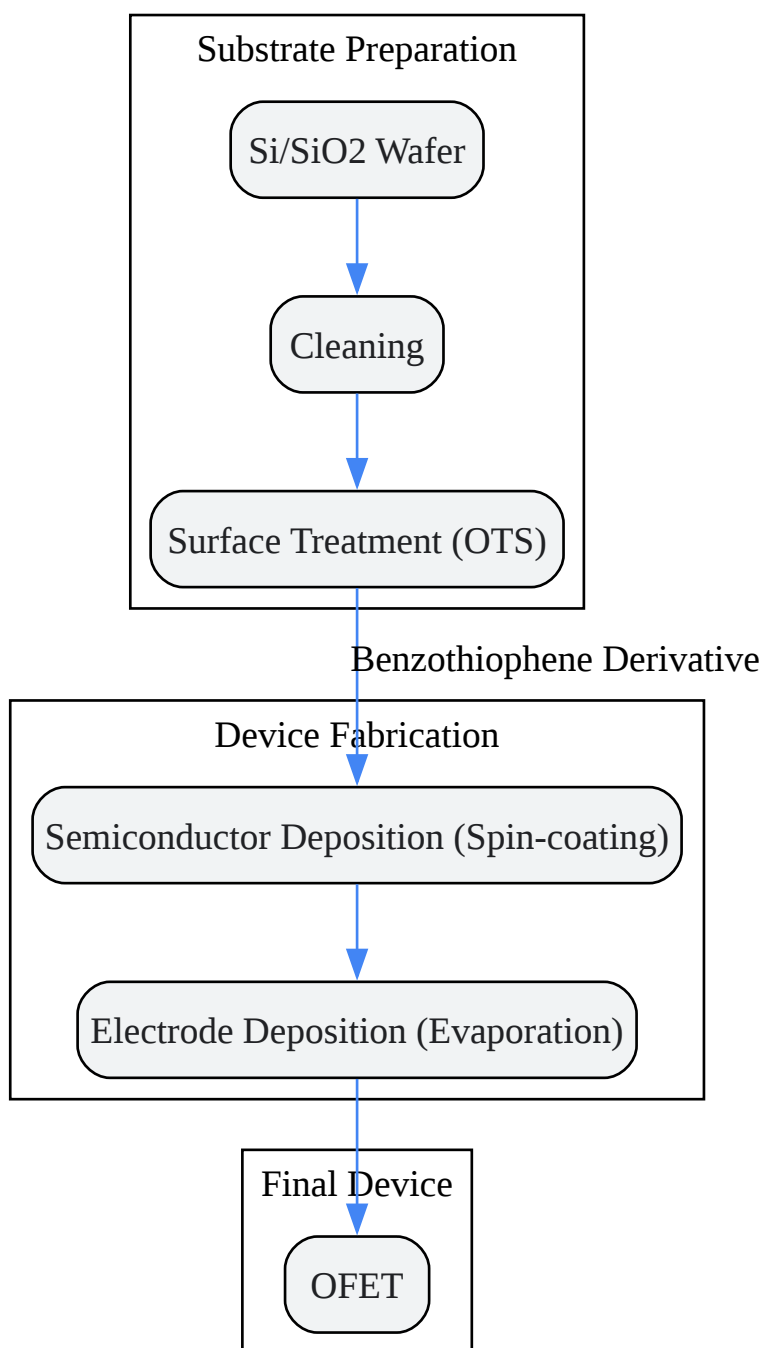 Substrate Preparation
Si/SiO2 Wafer
Cleaning
Surface Treatment (OTS)
Benzothiophene Derivative
Device Fabrication
Semiconductor Deposition (Spin-coating)
Electrode Deposition (Evaporation)
Final Device
OFET